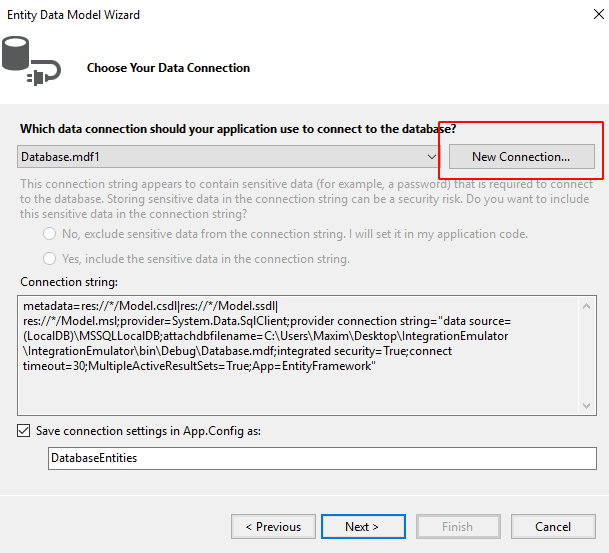 Entity Data Model Wizard
Choose Your Data Connection
Which data connection should your application use to connect to the database?
Database.mdf1
New Connection...
This connection string appears to contain sensitive data (for example, a password) that is required to connect
to the database. Storing sensitive data in the connection string can be a security risk. Do you want to include
this sensitive data in the connection string?
No, exclude sensitive data from the connection string. I will set it in my application code.
Yes, include the sensitive data in the connection string.
Connection string:
metadata=res://*/Model.csdl|res://*/Model.ssdl|
res://*/Model.msl;provider=System.Data.SqlClient;provider connection string="data source=
(LocalDB)\MSSQLLocalDB;attachdbfilename=C:\Users\Maxim\Desktop\IntegrationEmulator
\IntegrationEmulator\bin\Debug\Database.mdf;integrated security=True;connect
timeout=30;MultipleActiveResultSets=True;App=EntityFramework"
Save connection settings in App.Config as:
DatabaseEntities
< Previous
Next >
Finish
Cancel